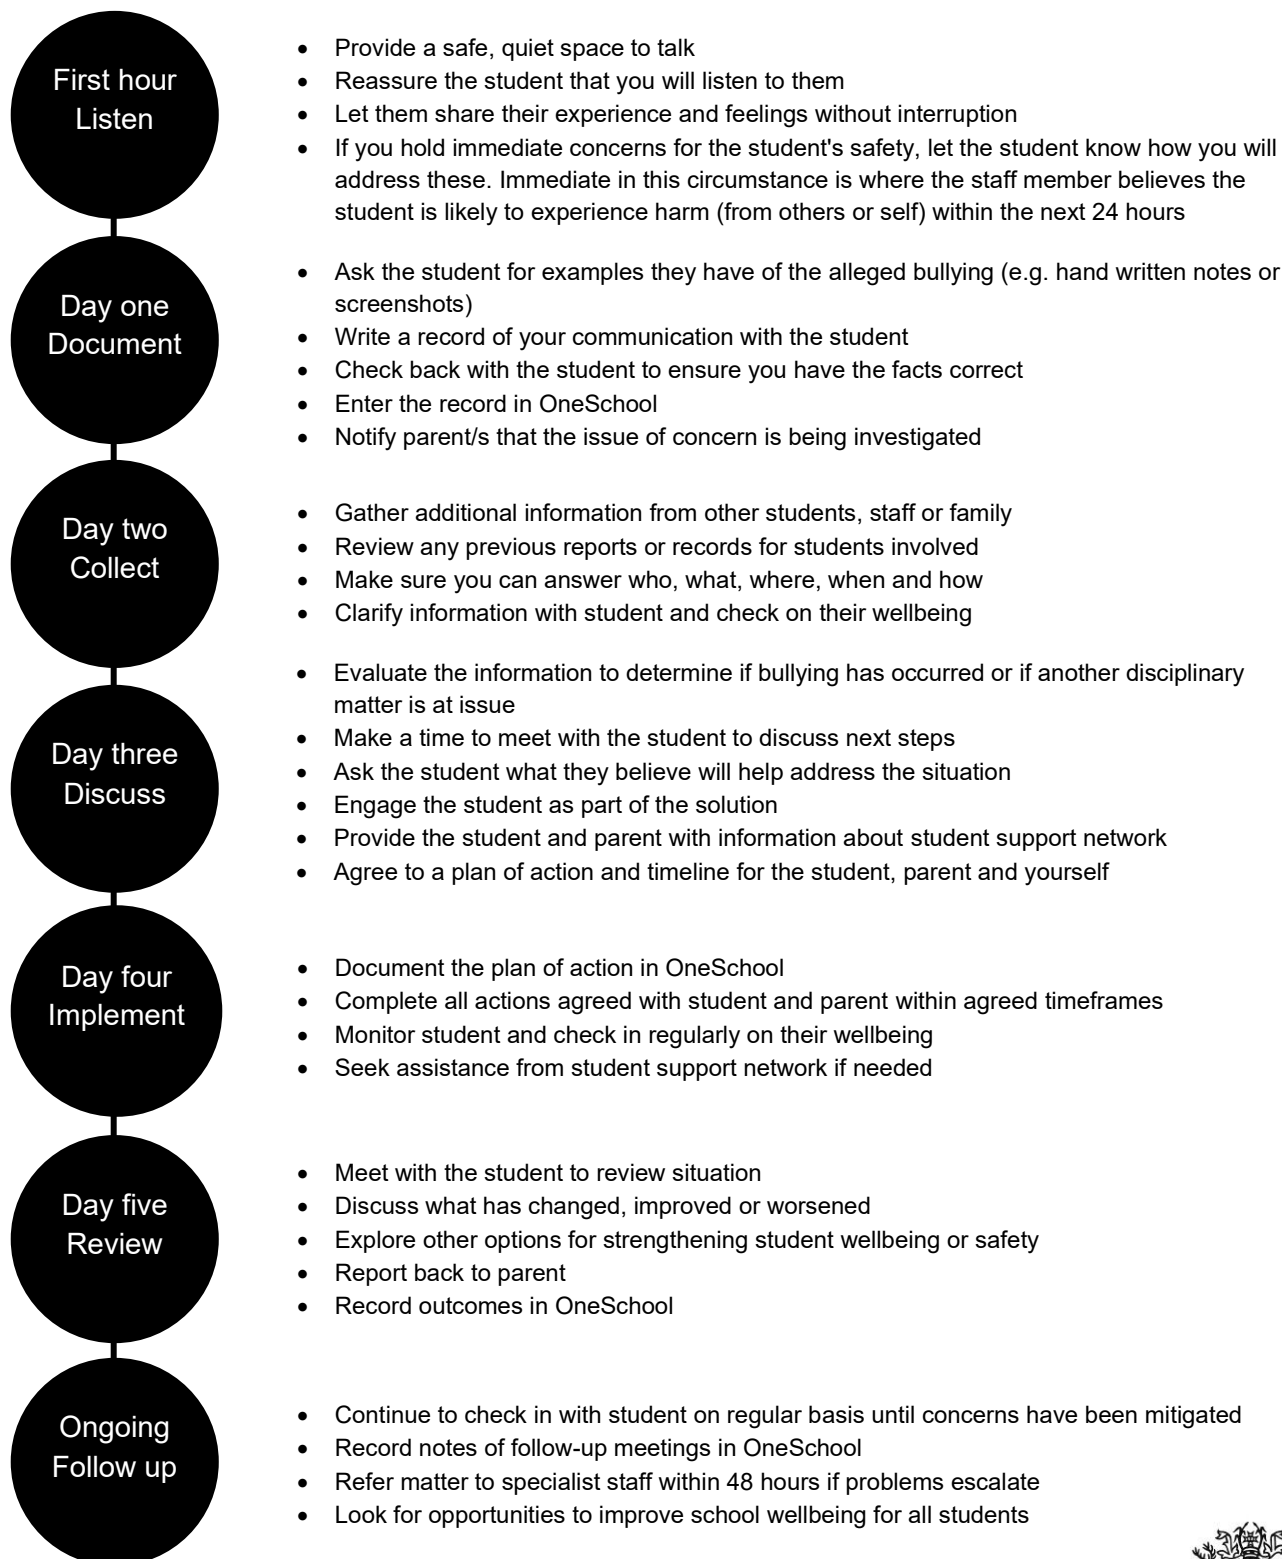 First hour
Listen
• Provide a safe, quiet space to talk
• Reassure the student that you will listen to them
• Let them share their experience and feelings without interruption
• If you hold immediate concerns for the student's safety, let the student know how you will
address these. Immediate in this circumstance is where the staff member believes the
student is likely to experience harm (from others or self) within the next 24 hours
Day one
Document
• Ask the student for examples they have of the alleged bullying (e.g. hand written notes or
screenshots)
• Write a record of your communication with the student
• Check back with the student to ensure you have the facts correct
• Enter the record in OneSchool
• Notify parent/s that the issue of concern is being investigated
Day two
Collect
• Gather additional information from other students, staff or family
• Review any previous reports or records for students involved
• Make sure you can answer who, what, where, when and how
• Clarify information with student and check on their wellbeing
Day three
Discuss
• Evaluate the information to determine if bullying has occurred or if another disciplinary
matter is at issue
• Make a time to meet with the student to discuss next steps
• Ask the student what they believe will help address the situation
• Engage the student as part of the solution
• Provide the student and parent with information about student support network
• Agree to a plan of action and timeline for the student, parent and yourself
Day four
Implement
• Document the plan of action in OneSchool
• Complete all actions agreed with student and parent within agreed timeframes
• Monitor student and check in regularly on their wellbeing
• Seek assistance from student support network if needed
Day five
Review
• Meet with the student to review situation
• Discuss what has changed, improved or worsened
• Explore other options for strengthening student wellbeing or safety
• Report back to parent
• Record outcomes in OneSchool
Ongoing
Follow up
• Continue to check in with student on regular basis until concerns have been mitigated
• Record notes of follow-up meetings in OneSchool
• Refer matter to specialist staff within 48 hours if problems escalate
• Look for opportunities to improve school wellbeing for all students